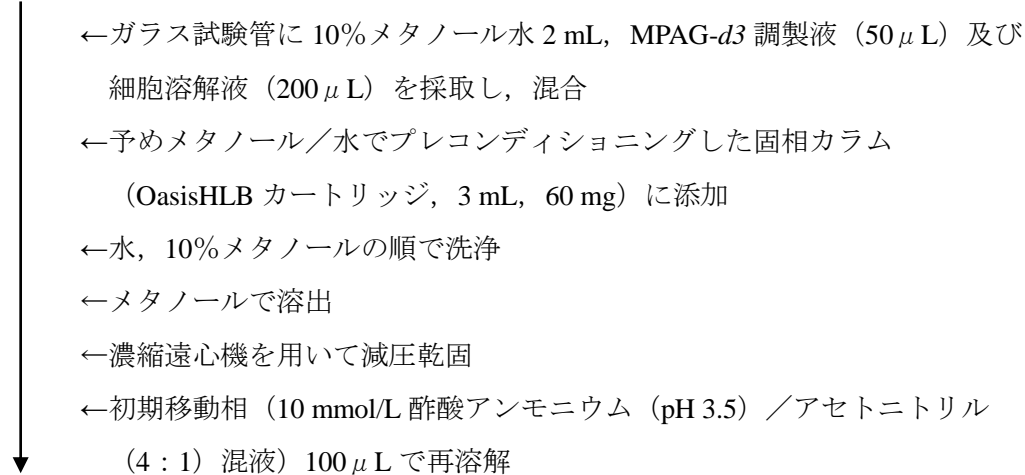 ←ガラス試験管に 10％メタノール水 2 mL，MPAG-d3 調製液（50μL）及び
細胞溶解液（200μL）を採取し，混合
←予めメタノール／水でプレコンディショニングした固相カラム
（OasisHLB カートリッジ，3 mL，60 mg）に添加
←水，10％メタノールの順で洗浄
←メタノールで溶出
←濃縮遠心機を用いて減圧乾固
←初期移動相（10 mmol/L 酢酸アンモニウム（pH 3.5）／アセトニトリル
（4：1）混液）100μL で再溶解